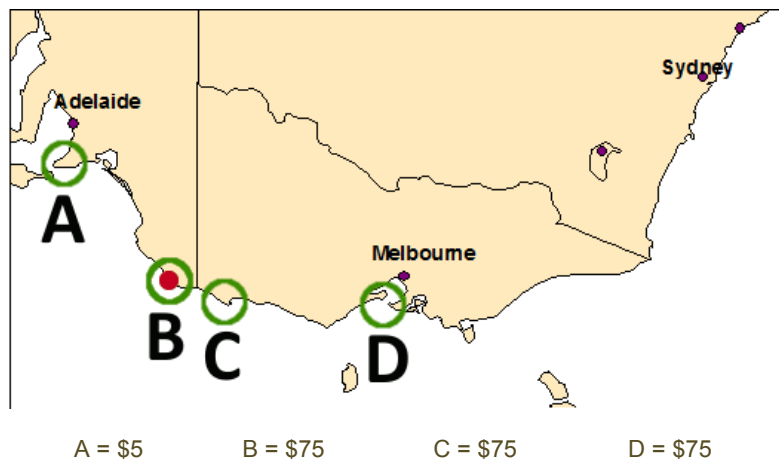 Sydney
Adelaide
A
Melbourne
B
C
D
A = $5 B = $75 C = $75 D = $75